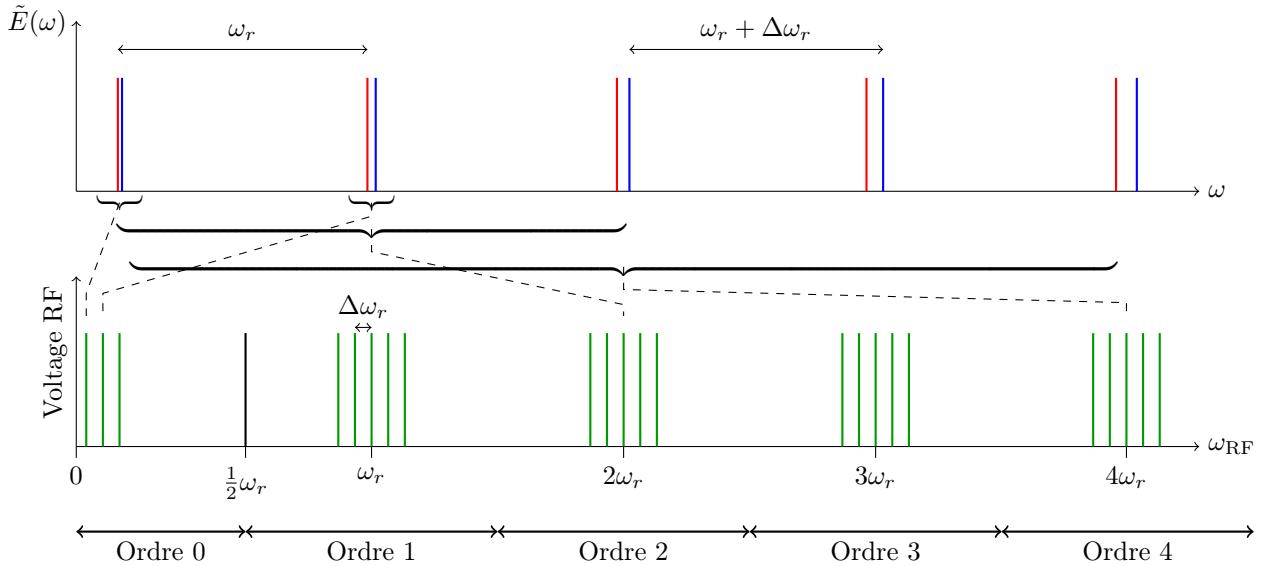 Ẽ(ω)
ω_r
ω_r + Δω_r
ω
Voltage RF
Δω_r
ω_RF
0
½ω_r
ω_r
2ω_r
3ω_r
4ω_r
Ordre 0
Ordre 1
Ordre 2
Ordre 3
Ordre 4